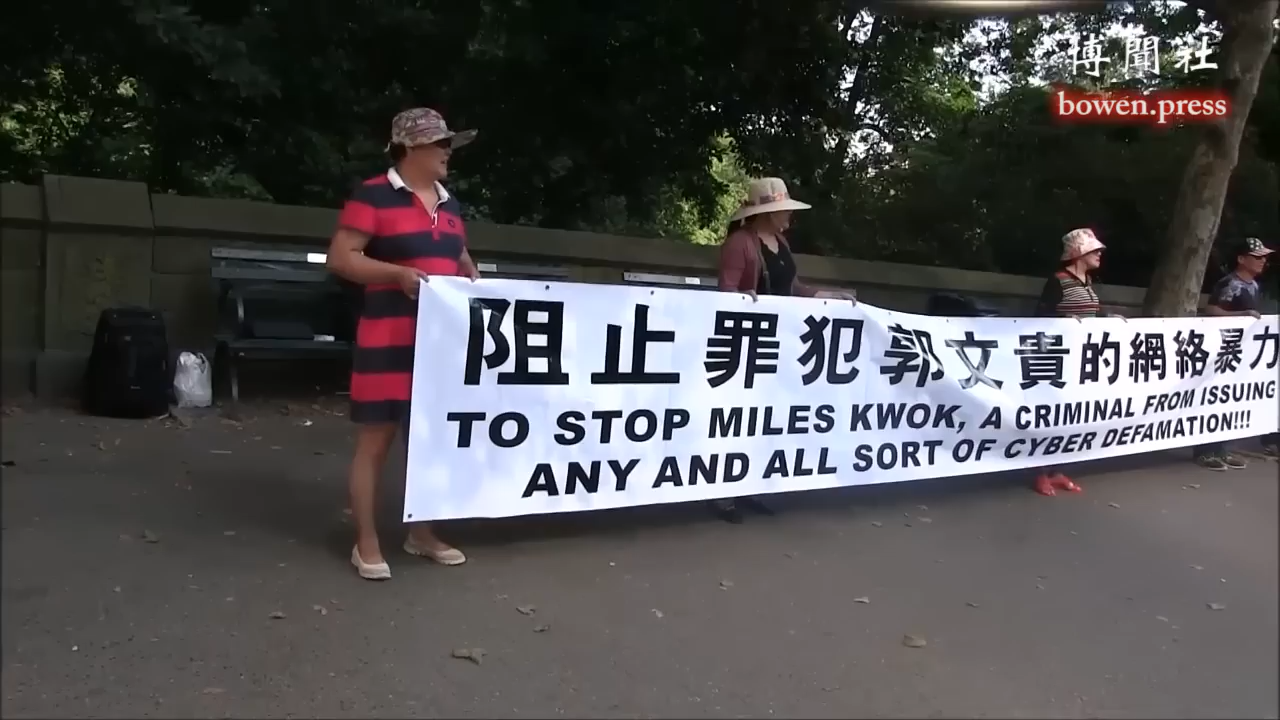 博聞社
bowen.press
阻止罪犯郭文貴的網絡暴力
TO STOP MILES KWOK, A CRIMINAL FROM ISSUING
ANY AND ALL SORT OF CYBER DEFAMATION!!!